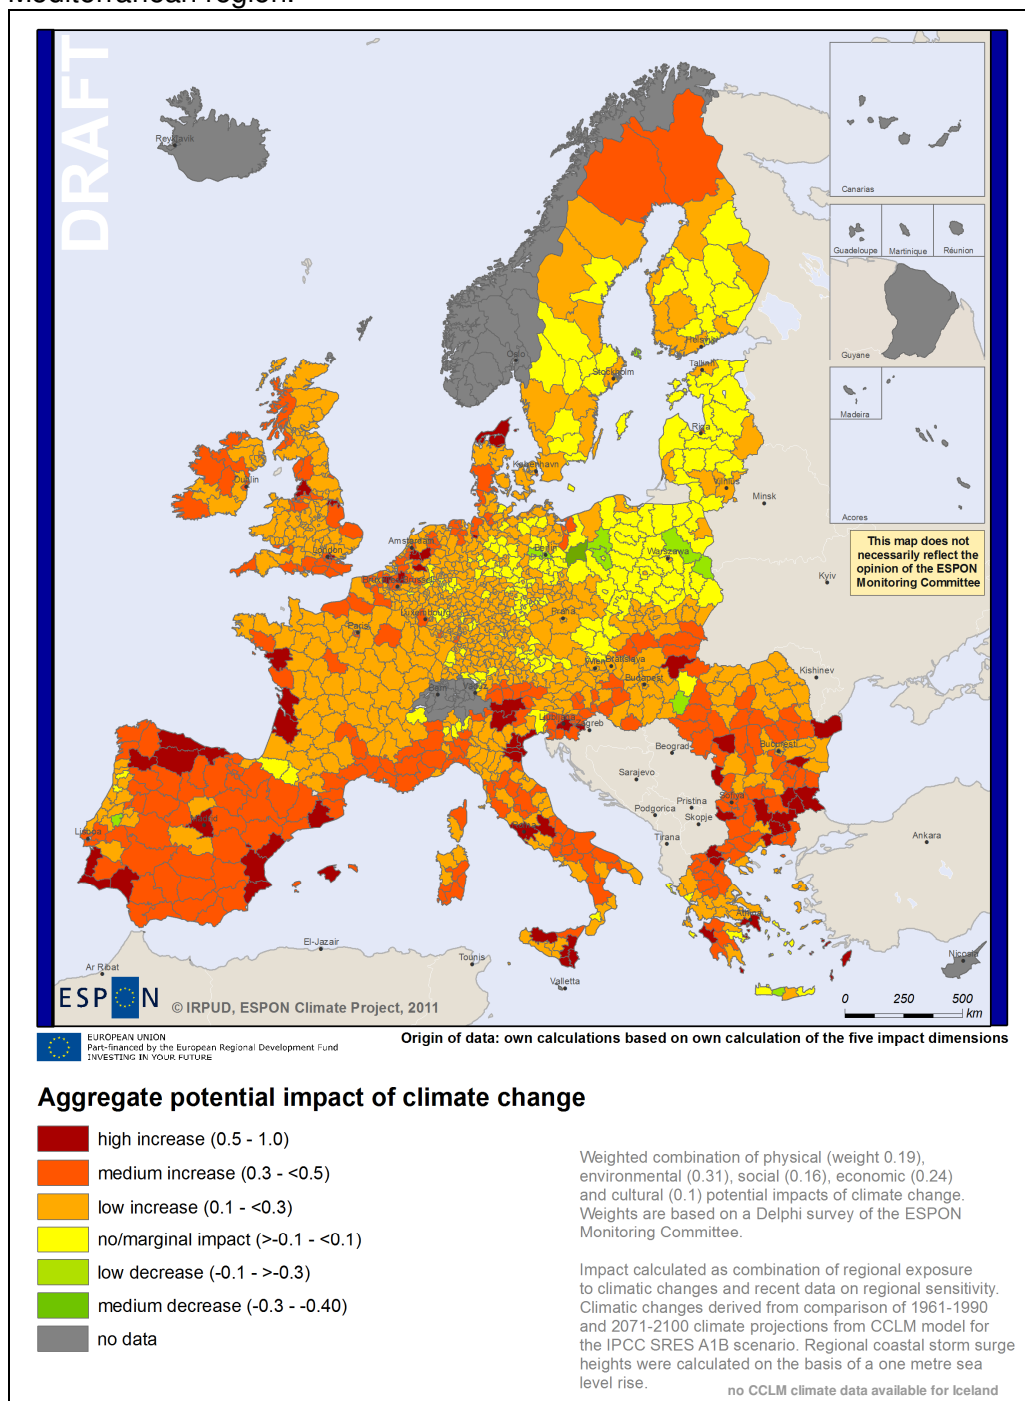 Mediterranean region.
DRAFT
Reykjavik
Canarias
Guadeloupe
Martinique
Réunion
Guyane
Madeira
Acores
This map does not
necessarily reflect the
opinion of the ESPON
Monitoring Committee
Oslo
Helsinki
Tallinn
Stockholm
Riga
København
Vilnius
Minsk
Dublin
London
Amsterdam
Berlin
Warszawa
Kyiv
Luxembourg
Paris
Praha
Wien
Bratislava
Budapest
Kishinev
Bern
Vaduz
Ljubljana
Zagreb
Beograd
Bucuresti
Sarajevo
Pristina
Sofiya
Podgorica
Skopje
Tirana
Ankara
Madrid
Lisboa
Athinai
Nicosia
El-Jazair
Tounis
Ar Ribat
Valletta
0 250 500
km
ESPON
© IRPUD, ESPON Climate Project, 2011
EUROPEAN UNION
Part-financed by the European Regional Development Fund
INVESTING IN YOUR FUTURE
Origin of data: own calculations based on own calculation of the five impact dimensions
Aggregate potential impact of climate change
high increase (0.5 - 1.0)
medium increase (0.3 - <0.5)
low increase (0.1 - <0.3)
no/marginal impact (>-0.1 - <0.1)
low decrease (-0.1 - >-0.3)
medium decrease (-0.3 - -0.40)
no data
Weighted combination of physical (weight 0.19),
environmental (0.31), social (0.16), economic (0.24)
and cultural (0.1) potential impacts of climate change.
Weights are based on a Delphi survey of the ESPON
Monitoring Committee.
Impact calculated as combination of regional exposure
to climatic changes and recent data on regional sensitivity.
Climatic changes derived from comparison of 1961-1990
and 2071-2100 climate projections from CCLM model for
the IPCC SRES A1B scenario. Regional coastal storm surge
heights were calculated on the basis of a one metre sea
level rise.
no CCLM climate data available for Iceland